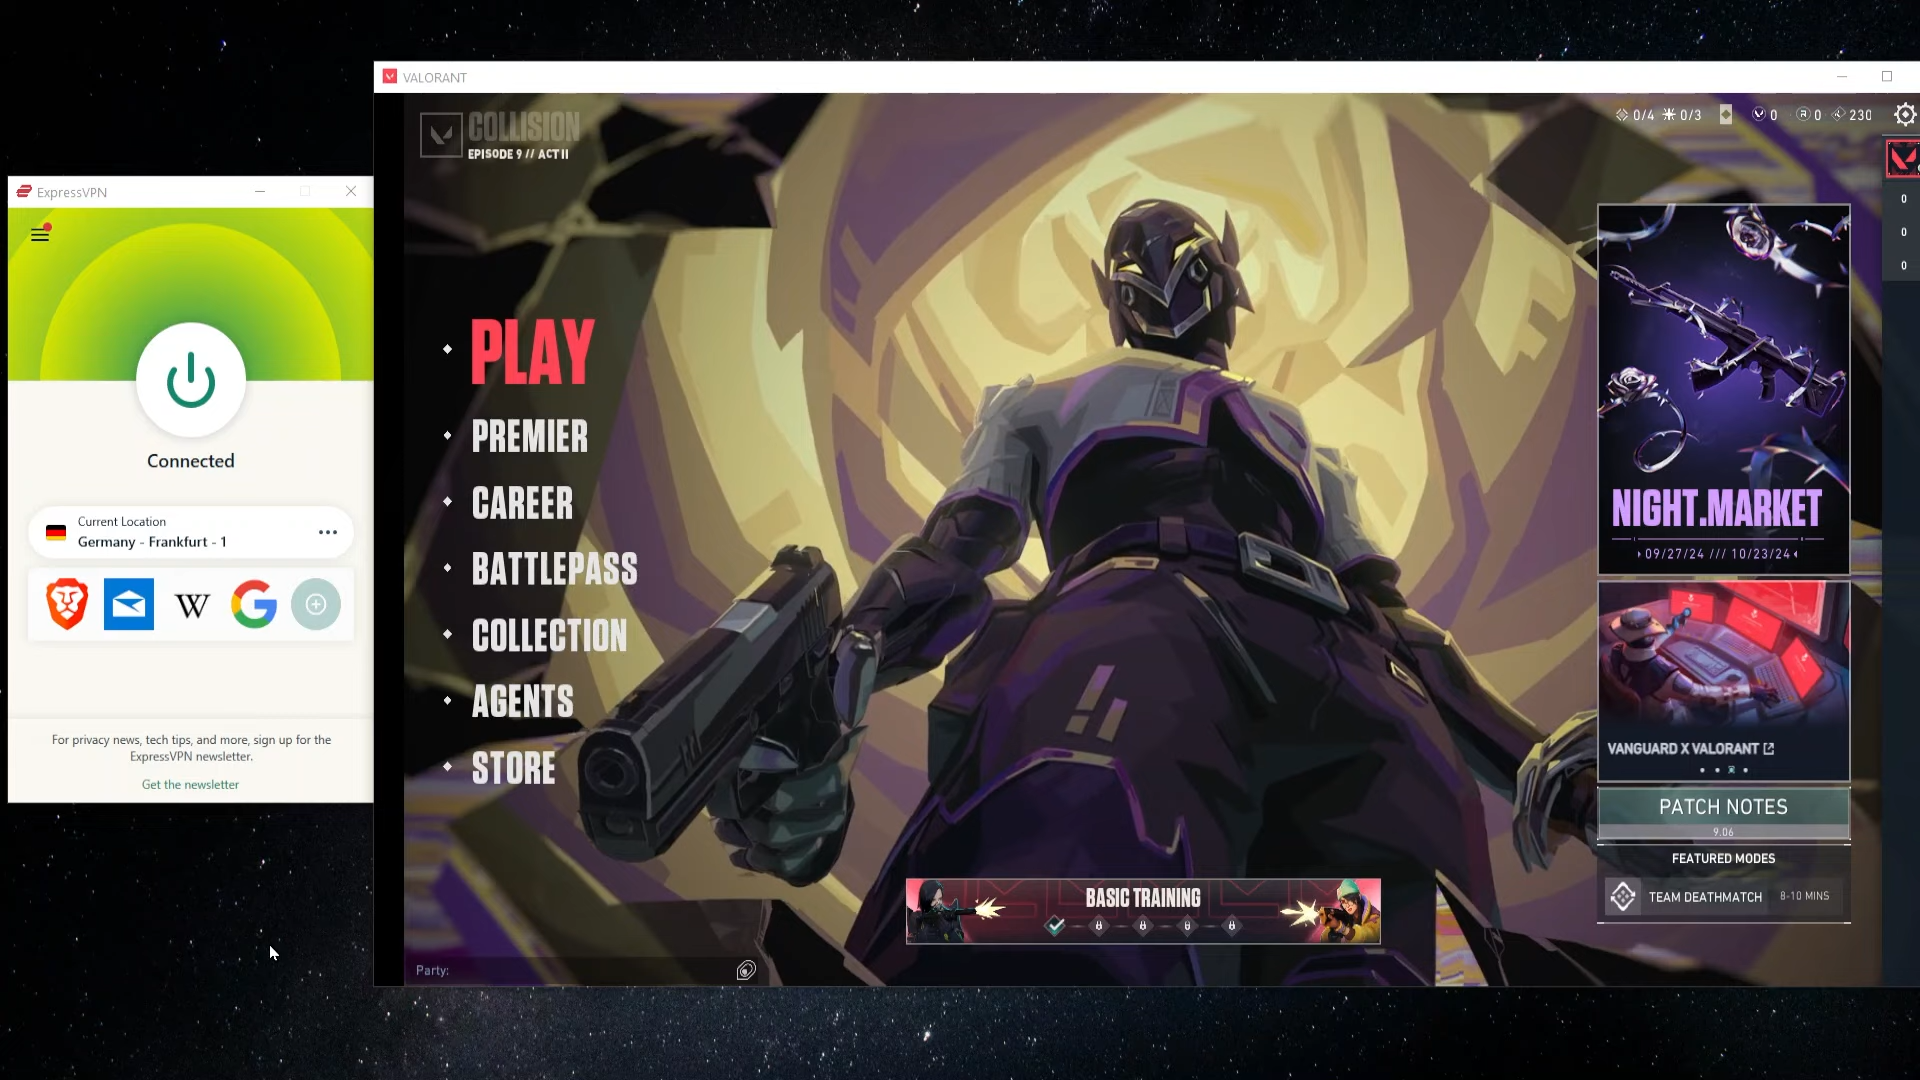 VALORANT
COLLISION
EPISODE 9 // ACT II
0/4 0/3 0 0 230
0
0
0
ExpressVPN
Connected
Current Location
Germany - Frankfurt - 1
W
G
For privacy news, tech tips, and more, sign up for the
ExpressVPN newsletter.
Get the newsletter
PLAY
PREMIER
CAREER
BATTLEPASS
COLLECTION
AGENTS
STORE
NIGHT.MARKET
09/27/24 /// 10/23/24
VANGUARD X VALORANT
PATCH NOTES
9.06
FEATURED MODES
TEAM DEATHMATCH 8-10 MINS
BASIC TRAINING
Party: